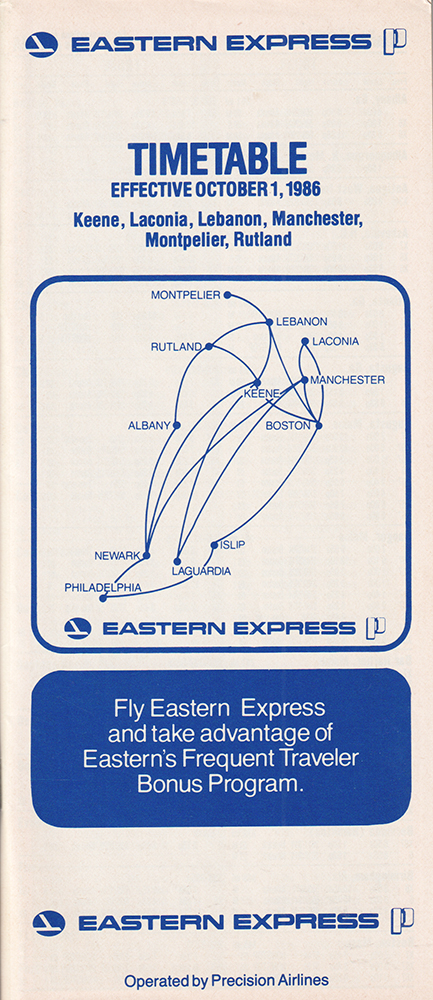 EASTERN EXPRESS
TIMETABLE
EFFECTIVE OCTOBER 1, 1986
Keene, Laconia, Lebanon, Manchester,
Montpelier, Rutland
MONTPELIER
LEBANON
RUTLAND
LACONIA
MANCHESTER
KEENE
ALBANY
BOSTON
NEWARK
ISLIP
LAGUARDIA
PHILADELPHIA
EASTERN EXPRESS
Fly Eastern Express
and take advantage of
Eastern's Frequent Traveler
Bonus Program.
EASTERN EXPRESS
Operated by Precision Airlines